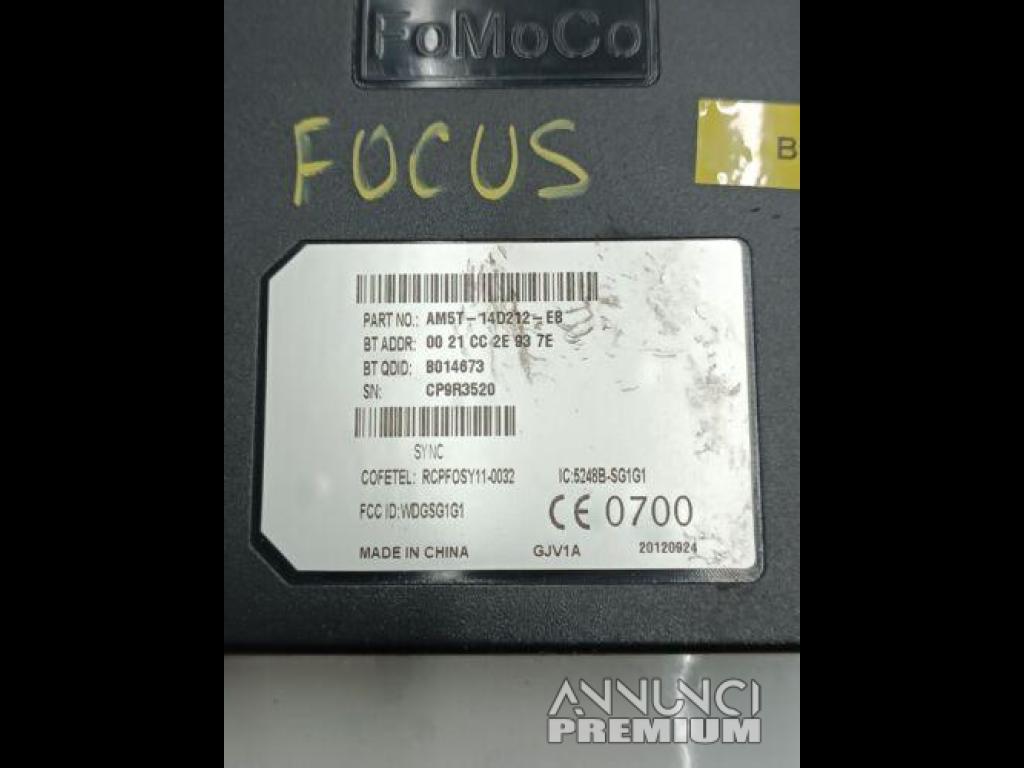 FoMoCo
FOCUS
B
PART NO.: AM5T-14D212-EB
BT ADDR: 00 21 CC 2E 93 7E
BT QDID: B014673
SN: CP9R3520
SYNC
COFETEL: RCPFOSY11-0032 IC:5248B-SG1G1
FCC ID:WDGSG1G1 CE 0700
MADE IN CHINA GJV1A 20120924
ANNUNCI
PREMIUM